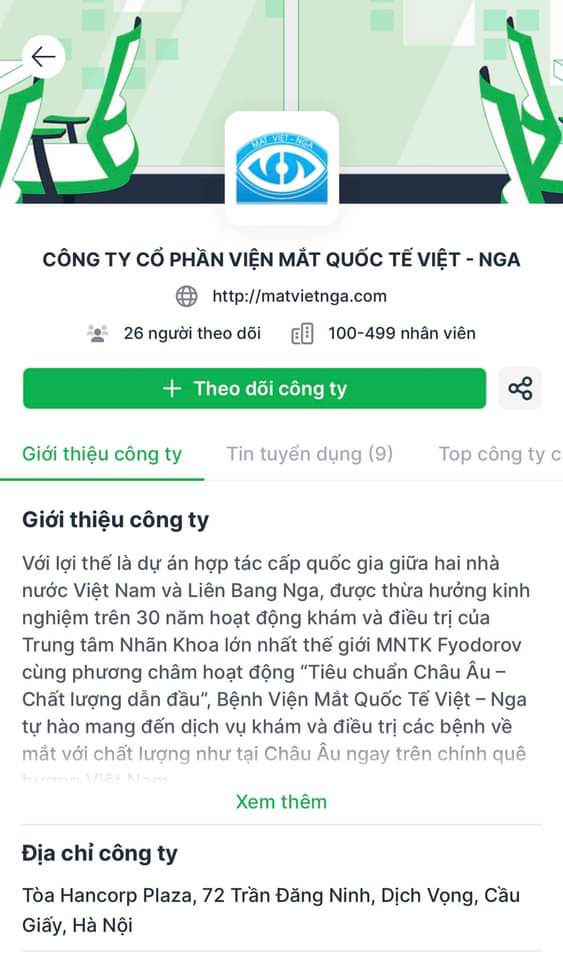 MẮT VIỆT - NGA
CÔNG TY CỔ PHẦN VIỆN MẮT QUỐC TẾ VIỆT - NGA
http://matvietnga.com
26 người theo dõi 100-499 nhân viên
+ Theo dõi công ty
Giới thiệu công ty Tin tuyển dụng (9) Top công ty c
Giới thiệu công ty
Với lợi thế là dự án hợp tác cấp quốc gia giữa hai nhà
nước Việt Nam và Liên Bang Nga, được thừa hưởng kinh
nghiệm trên 30 năm hoạt động khám và điều trị của
Trung tâm Nhãn Khoa lớn nhất thế giới MNTK Fyodorov
cùng phương châm hoạt động “Tiêu chuẩn Châu Âu –
Chất lượng dẫn đầu”, Bệnh Viện Mắt Quốc Tế Việt – Nga
tự hào mang đến dịch vụ khám và điều trị các bệnh về
mắt với chất lượng như tại Châu Âu ngay trên chính quê
hương Việt Nam
Xem thêm
Địa chỉ công ty
Tòa Hancorp Plaza, 72 Trần Đăng Ninh, Dịch Vọng, Cầu
Giấy, Hà Nội